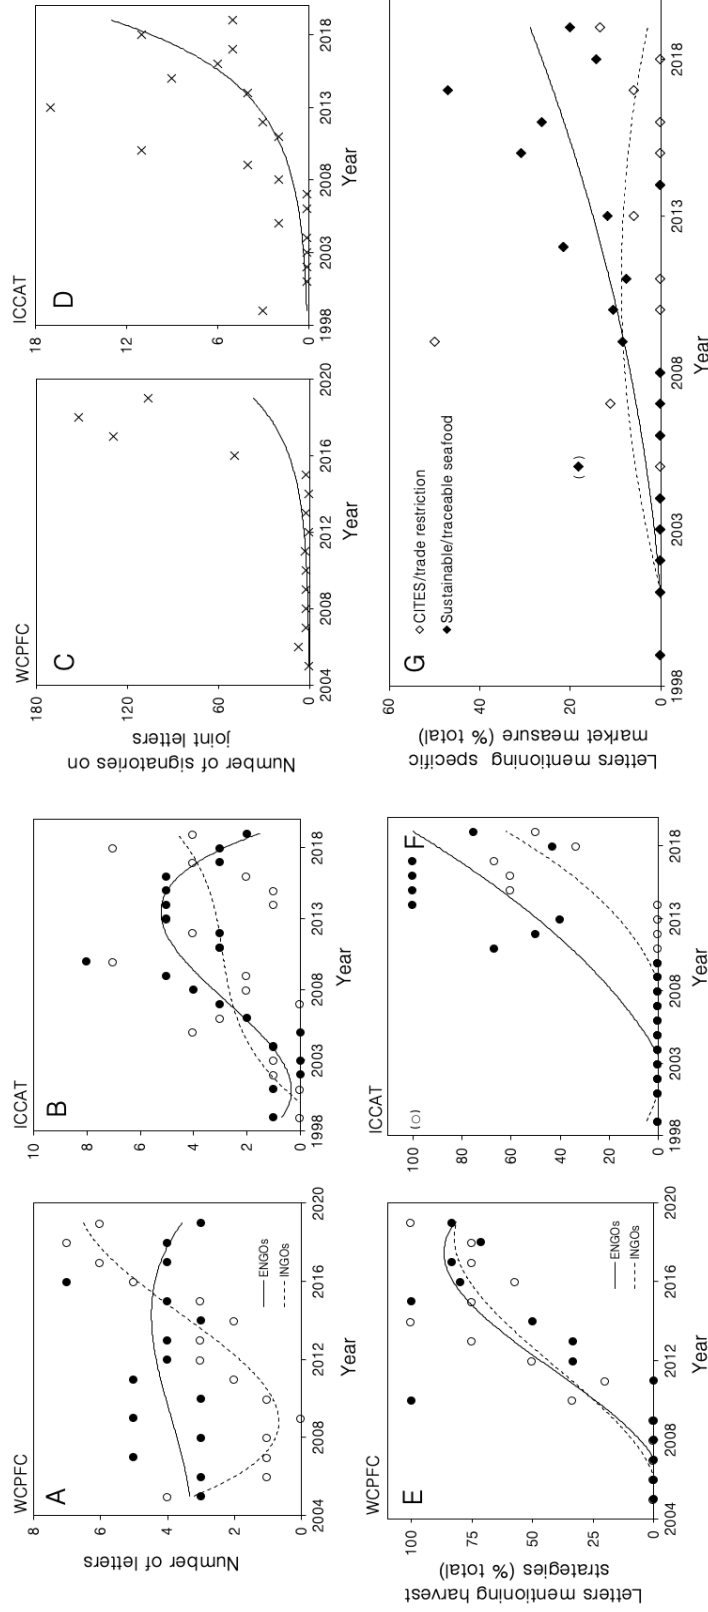 WCPFC
A
Number of letters
8
6
4
2
0
2004
2008
2012
2016
2020
Year
ENGOs
INGOs
ICCAT
B
10
8
6
4
2
0
1998
2003
2008
2013
2018
Year
WCPFC
C
Number of signatories on
joint letters
180
120
60
0
2004
2008
2012
2016
2020
Year
ICCAT
D
18
12
6
0
1998
2003
2008
2013
2018
Year
WCPFC
E
Letters mentioning harvest
strategies (% total)
100
75
50
25
0
2004
2008
2012
2016
2020
Year
ENGOs
INGOs
ICCAT
F
100
80
60
40
20
0
1998
2003
2008
2013
2018
Year
G
Letters mentioning specific
market measure (% total)
60
40
20
0
1998
2003
2008
2013
2018
Year
CITES/trade restriction
Sustainable/traceable seafood